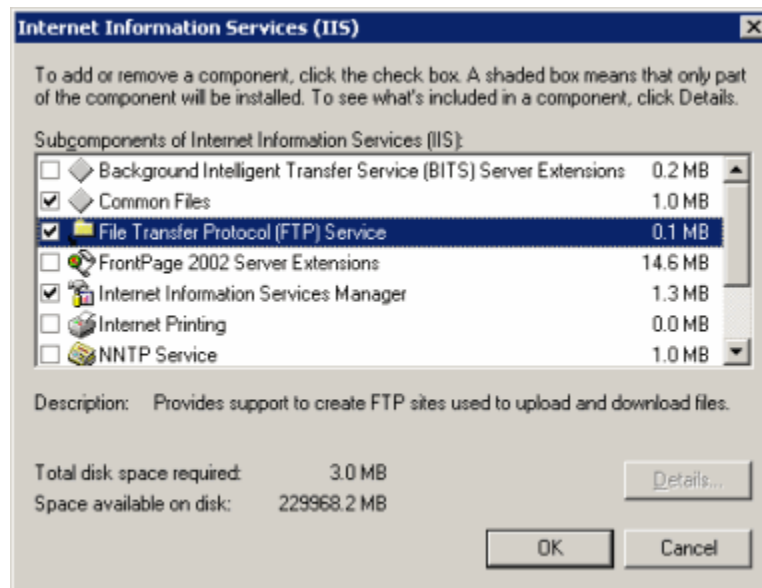 Internet Information Services (IIS)
To add or remove a component, click the check box. A shaded box means that only part
of the component will be installed. To see what's included in a component, click Details.
Subcomponents of Internet Information Services (IIS):
Background Intelligent Transfer Service (BITS) Server Extensions 0.2 MB
Common Files 1.0 MB
File Transfer Protocol (FTP) Service 0.1 MB
FrontPage 2002 Server Extensions 14.6 MB
Internet Information Services Manager 1.3 MB
Internet Printing 0.0 MB
NNTP Service 1.0 MB
Description: Provides support to create FTP sites used to upload and download files.
Total disk space required: 3.0 MB
Details...
Space available on disk: 229968.2 MB
OK Cancel